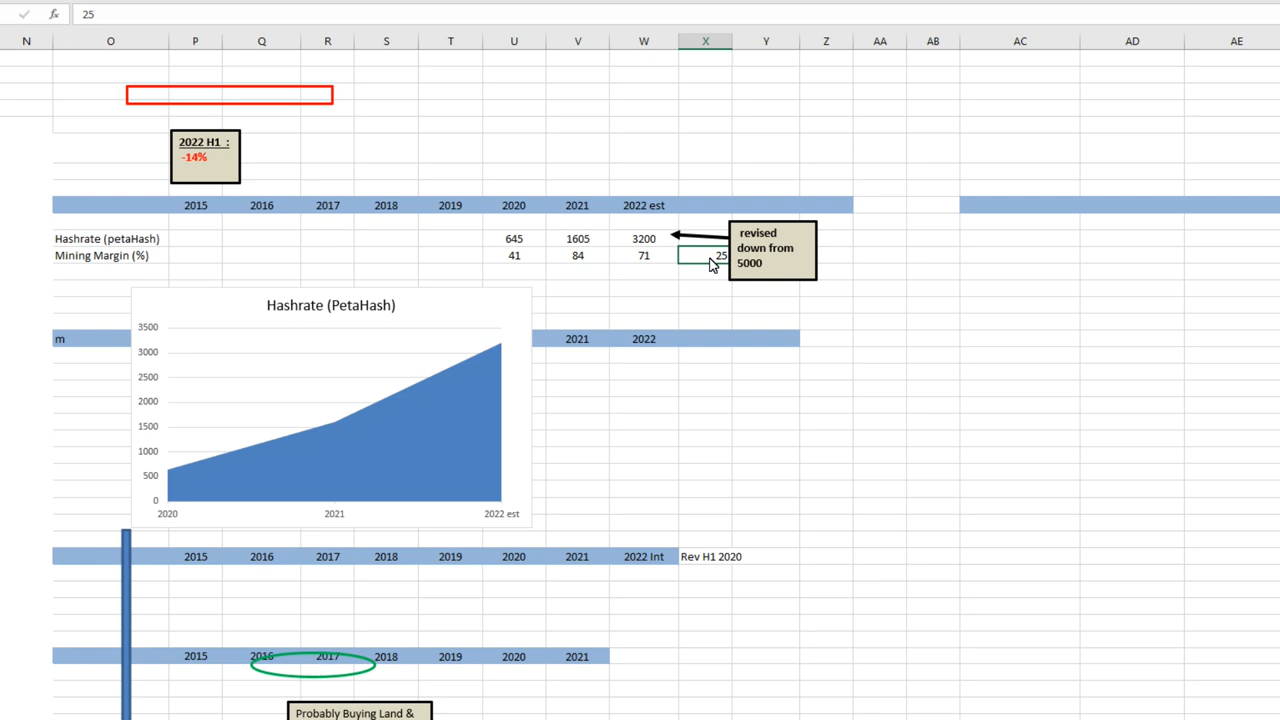 fx 25
N O P Q R S T U V W X Y Z AA AB AC AD AE
2022 H1 :
-14%
2015 2016 2017 2018 2019 2020 2021 2022 est
Hashrate (petaHash) 645 1605 3200
Mining Margin (%) 41 84 71 25
revised
down from
5000
Hashrate (PetaHash)
3500
3000
2500
2000
1500
1000
500
0
2020 2021 2022 est
m 2021 2022
2015 2016 2017 2018 2019 2020 2021 2022 Int Rev H1 2020
2015 2016 2017 2018 2019 2020 2021
Probably Buying Land &